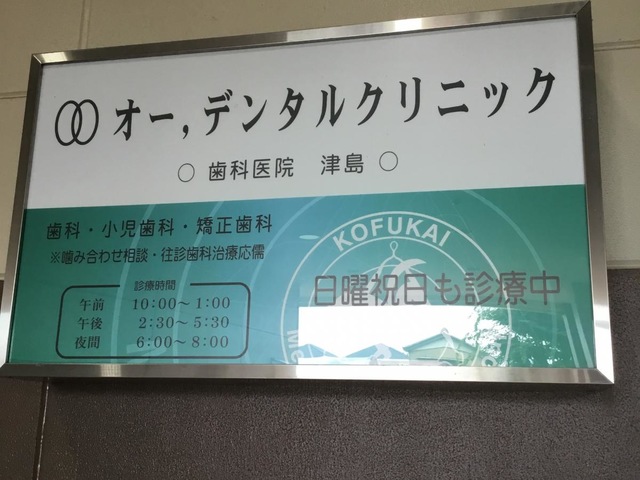 オー,デンタルクリニック
○ 歯科医院 津島 ○
歯科・小児歯科・矯正歯科
※噛み合わせ相談・往診歯科治療応需
診療時間
午前 10:00〜1:00
午後 2:30〜5:30
夜間 6:00〜8:00
KOFUKAI
日曜祝日も診療中